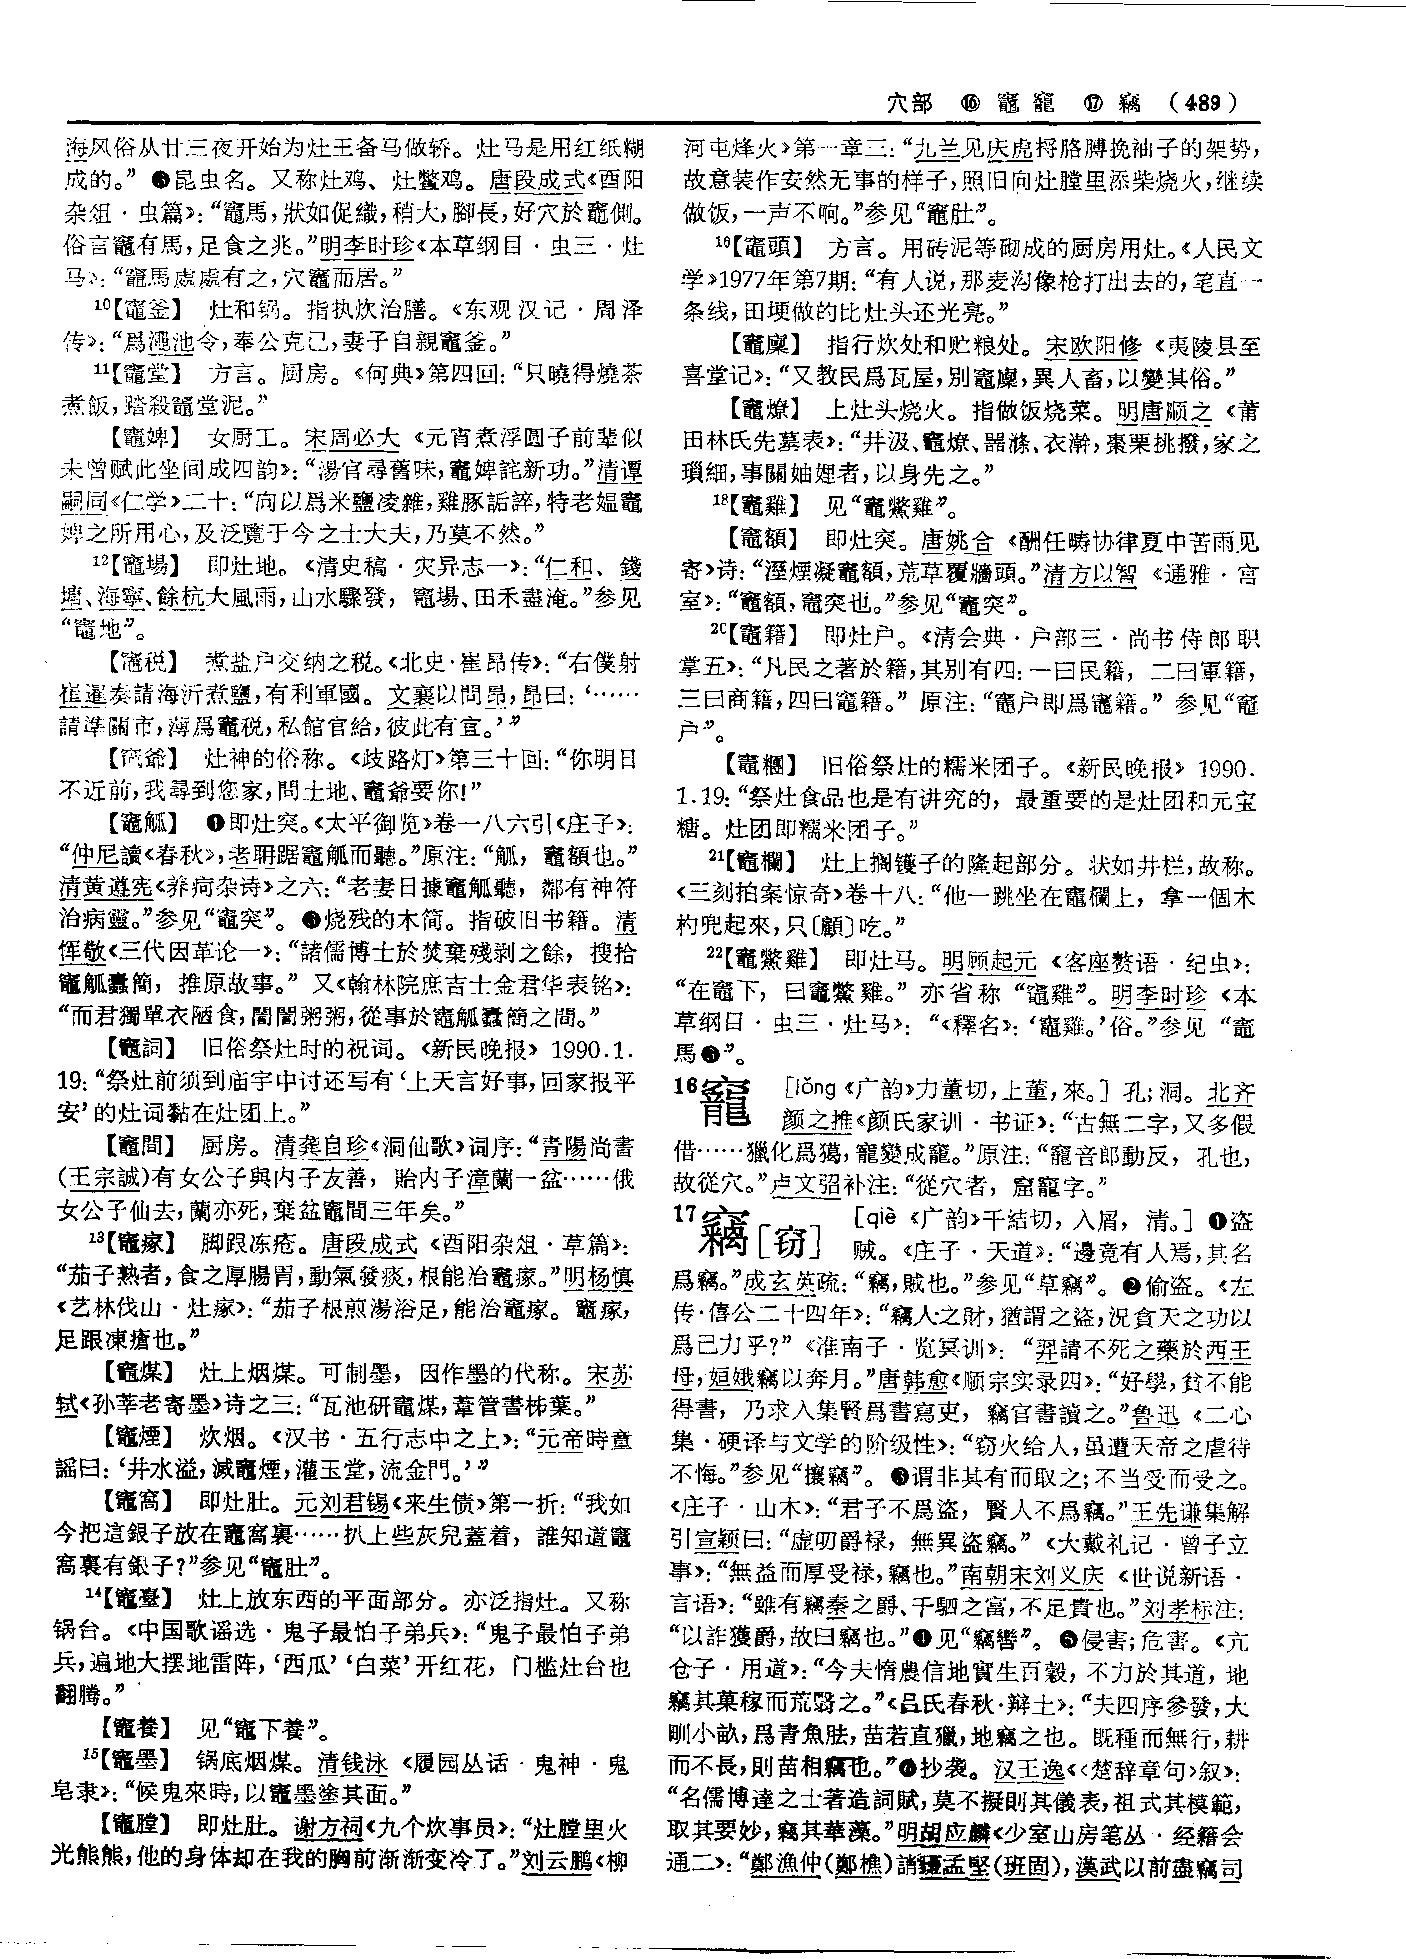 穴部 ⑯ 竈 竉 ⑰ 竊 (489)
海风俗从廿三夜开始为灶王备马做轿。灶马是用红纸糊
成的。”❸昆虫名。又称灶鸡、灶螫鸡。唐段成式《酉阳
杂俎·虫篇》：“竈馬，狀如促織，稍大，腳長，好穴於竈側。
俗言竈有馬，足食之兆。”明李时珍《本草纲目·虫三·灶
马》：“竈馬處處有之，穴竈而居。”
10【竈釜】 灶和锅。指执炊治膳。《东观汉记·周泽
传》：“爲澠池令，奉公克己，妻子自親竈釜。”
11【竈堂】 方言。厨房。《何典》第四回：“只曉得燒茶
煮飯，踏殺竈堂泥。”
【竈婢】 女厨工。宋周必大《元宵煮浮圆子前辈似
未曾赋此坐间成四韵》：“湯官尋舊味，竈婢詫新功。”清谭
嗣同《仁学》二十：“向以爲米鹽凌雜，雞豚詬誶，特老媪竈
婢之所用心，及泛覽于今之士大夫，乃莫不然。”
12【竈場】 即灶地。《清史稿·灾异志一》：“仁和、錢
塘、海寧、餘杭大風雨，山水驟發，竈場、田禾盡淹。”参见
“竈地”。
【竈税】 煮盐户交纳之税。《北史·崔昂传》：“右僕射
崔暹奏請海沂煮鹽，有利軍國。文襄以問昂，昂曰：‘……
請準關市，薄爲竈税，私館官給，彼此有宜。’”
【竈爺】 灶神的俗称。《歧路灯》第三十回：“你明日
不近前，我尋到您家，問土地、竈爺要你！”
【竈觚】 ❶即灶突。《太平御览》卷一八六引《庄子》：
“仲尼讀《春秋》，老聃踞竈觚而聽。”原注：“觚，竈額也。”
清黄遵宪《养疴杂诗》之六：“老妻日據竈觚聽，鄰有神符
治病靈。”参见“竈突”。❷烧残的木简。指破旧书籍。清
恽敬《三代因革论一》：“諸儒博士於焚棄殘剥之餘，搜拾
竈觚蠹簡，推原故事。”又《翰林院庶吉士金君华表铭》：
“而君獨單衣陋食，闇闇粥粥，從事於竈觚蠹簡之間。”
【竈詞】 旧俗祭灶时的祝词。《新民晚报》1990.1.
19：“祭灶前须到庙宇中讨还写有‘上天言好事，回家报平
安’的灶词黏在灶团上。”
【竈間】 厨房。清龚自珍《洞仙歌》词序：“青陽尚書
(王宗誠)有女公子與内子友善，貽内子漳蘭一盆……俄
女公子仙去，蘭亦死，棄盆竈間三年矣。”
13【竈瘃】 脚跟冻疮。唐段成式《酉阳杂俎·草篇》：
“茄子熟者，食之厚腸胃，動氣發痰，根能治竈瘃。”明杨慎
《艺林伐山·灶瘃》：“茄子根煎湯浴足，能治竈瘃。竈瘃，
足跟凍瘡也。”
【竈煤】 灶上烟煤。可制墨，因作墨的代称。宋苏
轼《孙莘老寄墨》诗之三：“瓦池研竈煤，葦管書柿葉。”
【竈煙】 炊烟。《汉书·五行志中之上》：“元帝時童
謡曰：‘井水溢，滅竈煙，灌玉堂，流金門。’”
【竈窩】 即灶肚。元刘君锡《来生债》第一折：“我如
今把這銀子放在竈窩裏……扒上些灰兒蓋着，誰知道竈
窩裏有銀子？”参见“竈肚”。
14【竈臺】 灶上放东西的平面部分。亦泛指灶。又称
锅台。《中国歌谣选·鬼子最怕子弟兵》：“鬼子最怕子弟
兵，遍地大摆地雷阵，‘西瓜’‘白菜’开红花，门槛灶台也
翻腾。”
【竈養】 见“竈下養”。
15【竈墨】 锅底烟煤。清钱泳《履园丛话·鬼神·鬼
皂隶》：“候鬼來時，以竈墨塗其面。”
【竈膛】 即灶肚。谢方祠《九个炊事员》：“灶膛里火
光熊熊，他的身体却在我的胸前渐渐变冷了。”刘云鹏《柳
河屯烽火》第一章三：“九兰见庆虎捋胳膊挽袖子的架势，
故意装作安然无事的样子，照旧向灶膛里添柴烧火，继续
做饭，一声不响。”参见“竈肚”。
16【竈頭】 方言。用砖泥等砌成的厨房用灶。《人民文
学》1977年第7期：“有人说，那麦沟像枪打出去的，笔直一
条线，田埂做的比灶头还光亮。”
【竈廩】 指行炊处和贮粮处。宋欧阳修《夷陵县至
喜堂记》：“又教民爲瓦屋，别竈廩，異人畜，以變其俗。”
【竈燎】 上灶头烧火。指做饭烧菜。明唐顺之《莆
田林氏先墓表》：“井汲、竈燎、器滌、衣澣，棗栗挑撥，家之
瑣細，事關妯娌者，以身先之。”
18【竈雞】 见“竈鱉雞”。
【竈額】 即灶突。唐姚合《酬任畴协律夏中苦雨见
寄》诗：“溼煙凝竈額，荒草覆牆頭。”清方以智《通雅·宫
室》：“竈額，竈突也。”参见“竈突”。
20【竈籍】 即灶户。《清会典·户部三·尚书侍郎职
掌五》：“凡民之著於籍，其别有四：一曰民籍，二曰軍籍，
三曰商籍，四曰竈籍。”原注：“竈户即爲竈籍。”参见“竈
户”。
【竈糰】 旧俗祭灶的糯米团子。《新民晚报》1990.
1.19：“祭灶食品也是有讲究的，最重要的是灶团和元宝
糖。灶团即糯米团子。”
21【竈欄】 灶上搁镬子的隆起部分。状如井栏，故称。
《三刻拍案惊奇》卷十八：“他一跳坐在竈欄上，拿一個木
杓兜起來，只〔顧〕吃。”
22【竈鱉雞】 即灶马。明顾起元《客座赘语·纪虫》：
“在竈下，曰竈鱉雞。”亦省称“竈雞”。明李时珍《本
草纲目·虫三·灶马》：“《釋名》：‘竈雞。’俗。”参见“竈
馬❸”。
16竉 [lǒng《广韵》力董切，上董，來。]孔；洞。北齐
颜之推《颜氏家训·书证》：“古無二字，又多假
借……獵化爲獦，寵變成竉。”原注：“竉音郎動反，孔也，
故從穴。”卢文弨补注：“從穴者，窟竉字。”
17竊[窃] [qiè《广韵》千結切，入屑，清。]❶盗
贼。《庄子·天道》：“邊竟有人焉，其名
爲竊。”成玄英疏：“竊，賊也。”参见“草竊”。❷偷盗。《左
传·僖公二十四年》：“竊人之財，猶謂之盜，況貪天之功以
爲己力乎？”《淮南子·览冥训》：“羿請不死之藥於西王
母，姮娥竊以奔月。”唐韩愈《顺宗实录四》：“好學，貧不能
得書，乃求入集賢爲書寫吏，竊官書讀之。”鲁迅《二心
集·硬译与文学的阶级性》：“窃火给人，虽遭天帝之虐待
不悔。”参见“攘竊”。❸谓非其有而取之；不当受而受之。
《庄子·山木》：“君子不爲盜，賢人不爲竊。”王先谦集解
引宣颖曰：“虚叨爵禄，無異盜竊。”《大戴礼记·曾子立
事》：“無益而厚受禄，竊也。”南朝宋刘义庆《世说新语·
言语》：“雖有竊秦之爵、千駟之富，不足貴也。”刘孝标注：
“以詐獲爵，故曰竊也。”❹见“竊轡”。❺侵害；危害。《亢
仓子·用道》：“今夫惰農信地實生百穀，不力於其道，地
竊其菓稼而荒翳之。”《吕氏春秋·辩土》：“夫四序參發，大
甽小畝，爲青魚胠，苗若直獵，地竊之也。既種而無行，耕
而不長，則苗相竊也。”❻抄袭。汉王逸《〈楚辞章句〉叙》：
“名儒博達之士著造詞賦，莫不擬則其儀表，祖式其模範，
取其要妙，竊其華藻。”明胡应麟《少室山房笔丛·经籍会
通二》：“鄭漁仲(鄭樵)誚孟堅(班固)，漢武以前盡竊司